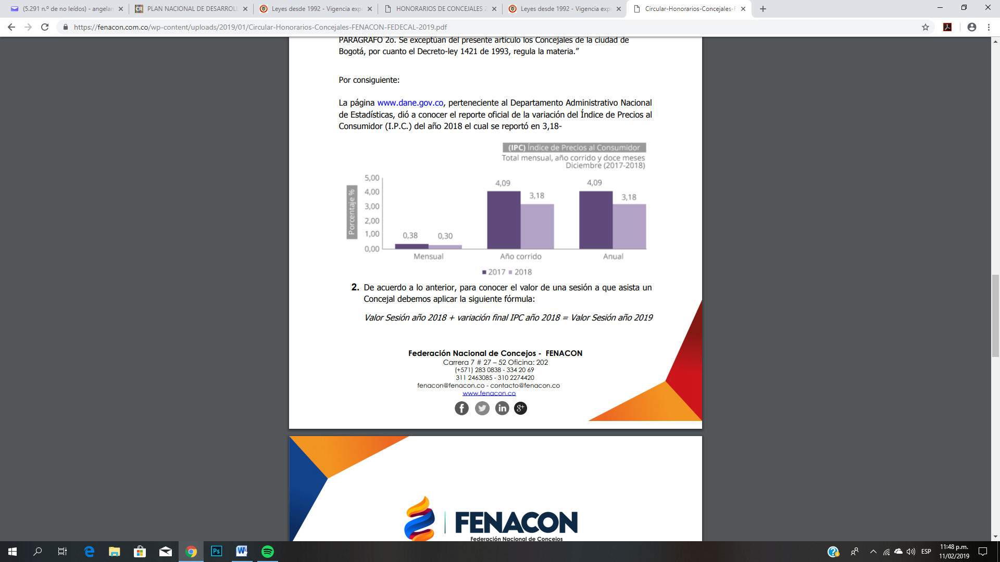 (5.291 n.º de no leídos) - angelan
PLAN NACIONAL DE DESARROLL
Leyes desde 1992 - Vigencia exp
HONORARIOS DE CONCEJALES 2
Leyes desde 1992 - Vigencia exp
Circular-Honorarios-Concejales-F
https://fenacon.com.co/wp-content/uploads/2019/01/Circular-Honorarios-Concejales-FENACON-FEDECAL-2019.pdf
PARÁGRAFO 2o. Se exceptúan del presente artículo los Concejales de la ciudad de
Bogotá, por cuanto el Decreto-ley 1421 de 1993, regula la materia.”
Por consiguiente:
La página www.dane.gov.co, perteneciente al Departamento Administrativo Nacional
de Estadísticas, dió a conocer el reporte oficial de la variación del Índice de Precios al
Consumidor (I.P.C.) del año 2018 el cual se reportó en 3,18-
(IPC) Índice de Precios al Consumidor
Total mensual, año corrido y doce meses
Diciembre (2017-2018)
Porcentaje %
5,00
4,00
3,00
2,00
1,00
0,00
0,38
0,30
4,09
3,18
4,09
3,18
Mensual
Año corrido
Anual
2017 2018
2. De acuerdo a lo anterior, para conocer el valor de una sesión a que asista un
Concejal debemos aplicar la siguiente fórmula:
Valor Sesión año 2018 + variación final IPC año 2018 = Valor Sesión año 2019
Federación Nacional de Concejos - FENACON
Carrera 7 # 27 – 52 Oficina: 202
(+571) 283 0838 - 334 20 69
311 2463085 - 310 2274420
fenacon@fenacon.co - contacto@fenacon.co
www.fenacon.co
FENACON
Federación Nacional de Concejos
ESP
11:48 p.m.
11/02/2019